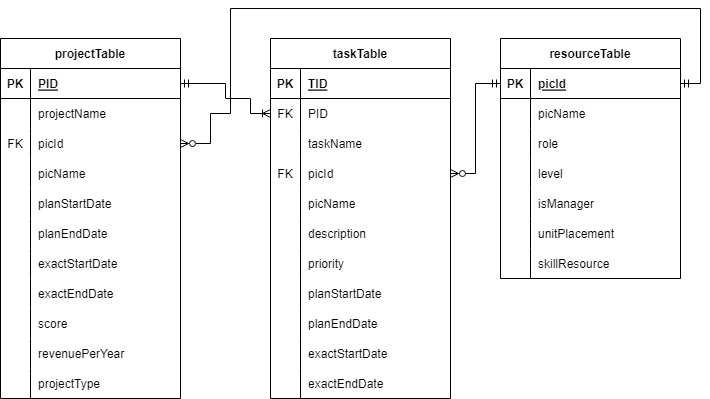 projectTable
PK PID
projectName
FK picId
picName
planStartDate
planEndDate
exactStartDate
exactEndDate
score
revenuePerYear
projectType
taskTable
PK TID
FK PID
taskName
FK picId
picName
description
priority
planStartDate
planEndDate
exactStartDate
exactEndDate
resourceTable
PK picId
picName
role
level
isManager
unitPlacement
skillResource